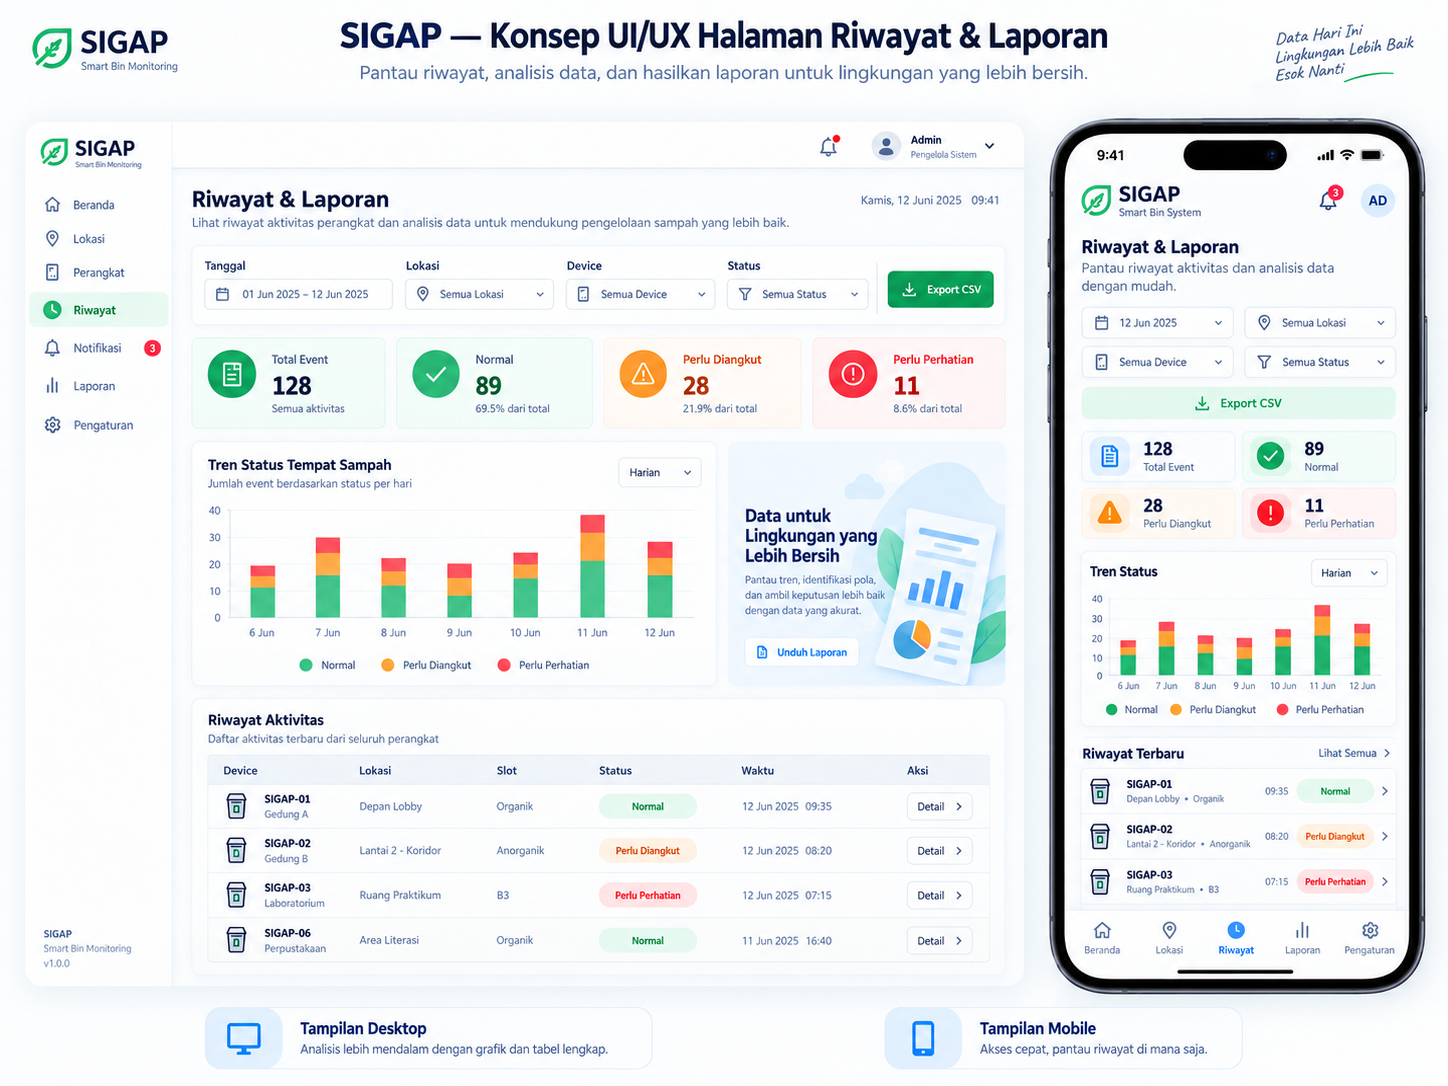 SIGAP
Smart Bin Monitoring
SIGAP — Konsep UI/UX Halaman Riwayat & Laporan
Pantau riwayat, analisis data, dan hasilkan laporan untuk lingkungan yang lebih bersih.
Data Hari Ini
Lingkungan Lebih Baik
Esok Nanti
SIGAP
Smart Bin Monitoring
Beranda
Lokasi
Perangkat
Riwayat
Notifikasi 3
Laporan
Pengaturan
SIGAP
Smart Bin Monitoring
v1.0.0
Admin
Pengelola Sistem
Riwayat & Laporan
Kamis, 12 Juni 2025 09:41
Lihat riwayat aktivitas perangkat dan analisis data untuk mendukung pengelolaan sampah yang lebih baik.
Tanggal Lokasi Device Status
01 Jun 2025 – 12 Jun 2025 Semua Lokasi Semua Device Semua Status Export CSV
Total Event
128
Semua aktivitas
Normal
89
69.5% dari total
Perlu Diangkut
28
21.9% dari total
Perlu Perhatian
11
8.6% dari total
Tren Status Tempat Sampah
Jumlah event berdasarkan status per hari
Harian
40
30
20
10
0
6 Jun 7 Jun 8 Jun 9 Jun 10 Jun 11 Jun 12 Jun
Normal Perlu Diangkut Perlu Perhatian
Data untuk
Lingkungan yang
Lebih Bersih
Pantau tren, identifikasi pola,
dan ambil keputusan lebih baik
dengan data yang akurat.
Unduh Laporan
Riwayat Aktivitas
Daftar aktivitas terbaru dari seluruh perangkat
Device Lokasi Slot Status Waktu Aksi
SIGAP-01
Gedung A
Depan Lobby Organik Normal 12 Jun 2025 09:35 Detail
SIGAP-02
Gedung B
Lantai 2 - Koridor Anorganik Perlu Diangkut 12 Jun 2025 08:20 Detail
SIGAP-03
Laboratorium
Ruang Praktikum B3 Perlu Perhatian 12 Jun 2025 07:15 Detail
SIGAP-06
Perpustakaan
Area Literasi Organik Normal 11 Jun 2025 16:40 Detail
9:41
SIGAP
Smart Bin System
3
AD
Riwayat & Laporan
Pantau riwayat aktivitas dan analisis data
dengan mudah.
12 Jun 2025 Semua Lokasi
Semua Device Semua Status
Export CSV
128
Total Event
89
Normal
28
Perlu Diangkut
11
Perlu Perhatian
Tren Status
Harian
40
30
20
10
0
6 Jun 7 Jun 8 Jun 9 Jun 10 Jun 11 Jun 12 Jun
Normal Perlu Diangkut Perlu Perhatian
Riwayat Terbaru Lihat Semua
SIGAP-01
Depan Lobby • Organik
09:35 Normal
SIGAP-02
Lantai 2 - Koridor • Anorganik
08:20 Perlu Diangkut
SIGAP-03
Ruang Praktikum • B3
07:15 Perlu Perhatian
Beranda Lokasi Riwayat Laporan Pengaturan
Tampilan Desktop
Analisis lebih mendalam dengan grafik dan tabel lengkap.
Tampilan Mobile
Akses cepat, pantau riwayat di mana saja.